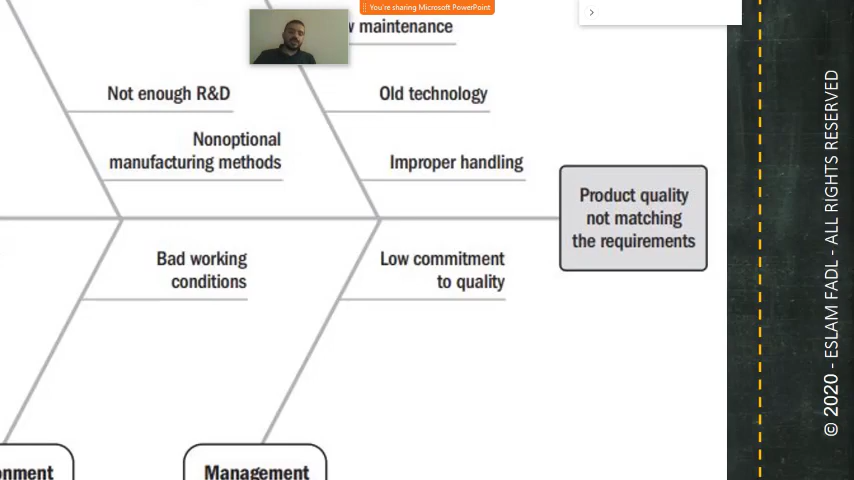 You're sharing Microsoft PowerPoint
maintenance
Not enough R&D
Old technology
Nonoptional
manufacturing methods
Improper handling
Product quality
not matching
the requirements
Bad working
conditions
Low commitment
to quality
Management
© 2020 - ESLAM FADL - ALL RIGHTS RESERVED